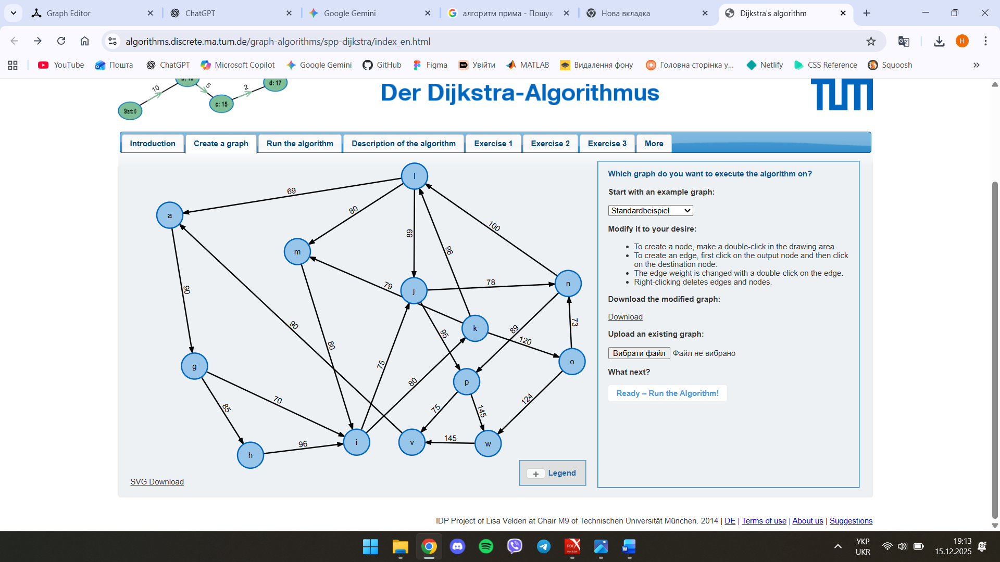 Graph Editor
ChatGPT
Google Gemini
алгоритм прима - Пошук
Нова вкладка
Dijkstra's algorithm
algorithms.discrete.ma.tum.de/graph-algorithms/spp-dijkstra/index_en.html
H
YouTube
Пошта
ChatGPT
Microsoft Copilot
Google Gemini
GitHub
Figma
Увійти
MATLAB
Видалення фону
Головна сторінка у...
Netlify
CSS Reference
Squoosh
10
5
2
d: 17
c: 15
Start: 0
Der Dijkstra-Algorithmus
TUM
Introduction
Create a graph
Run the algorithm
Description of the algorithm
Exercise 1
Exercise 2
Exercise 3
More
l
69
a
80
89
100
m
98
79
j
78
n
90
90
80
95
k
89
120
73
75
g
80
p
o
70
85
75
145
124
96
i
v
145
w
h
SVG Download
+ Legend
Which graph do you want to execute the algorithm on?
Start with an example graph:
Standardbeispiel
Modify it to your desire:
• To create a node, make a double-click in the drawing area.
• To create an edge, first click on the output node and then click
on the destination node.
• The edge weight is changed with a double-click on the edge.
• Right-clicking deletes edges and nodes.
Download the modified graph:
Download
Upload an existing graph:
Вибрати файл Файл не вибрано
What next?
Ready – Run the Algorithm!
IDP Project of Lisa Velden at Chair M9 of Technischen Universität München. 2014 | DE | Terms of use | About us | Suggestions
УКР
UKR
19:13
15.12.2025